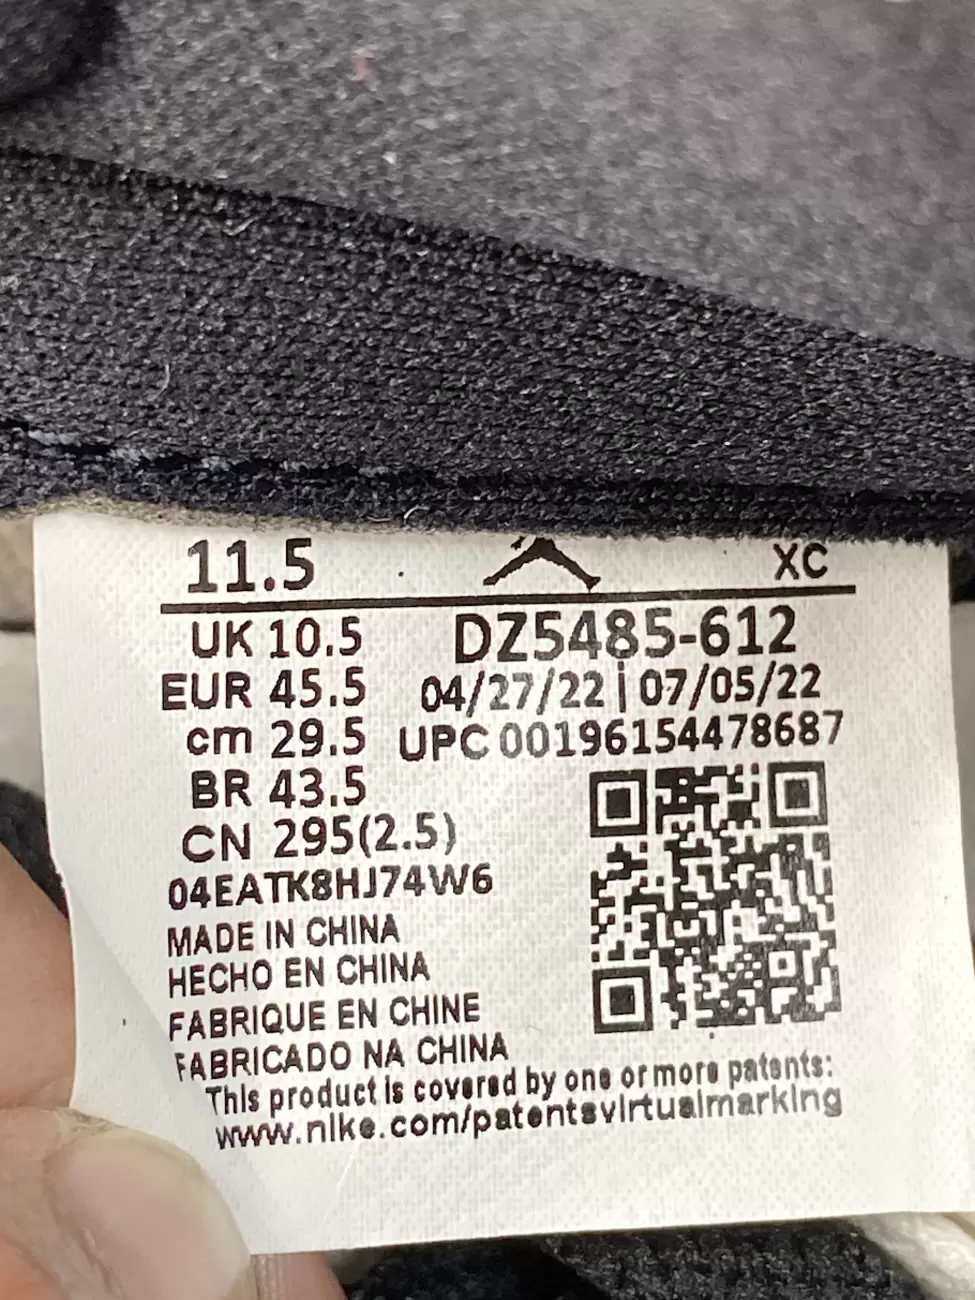 11.5 XC
UK 10.5 DZ5485-612
EUR 45.5 04/27/22 | 07/05/22
cm 29.5 UPC 00196154478687
BR 43.5
CN 295(2.5)
04EATK8HJ74W6
MADE IN CHINA
HECHO EN CHINA
FABRIQUE EN CHINE
FABRICADO NA CHINA
This product is covered by one or more patents:
www.nike.com/patentsvirtualmarking